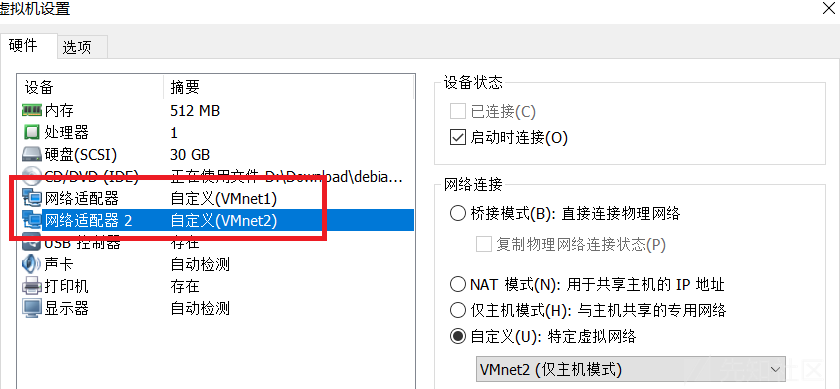 虚拟机设置
硬件 选项
设备 摘要
内存 512 MB
处理器 1
硬盘(SCSI) 30 GB
CD/DVD (IDE) 正在使用文件 D:\Download\debia...
网络适配器 自定义(VMnet1)
网络适配器 2 自定义(VMnet2)
USB 控制器 存在
声卡 自动检测
打印机 存在
显示器 自动检测
设备状态
已连接(C)
启动时连接(O)
网络连接
桥接模式(B): 直接连接物理网络
复制物理网络连接状态(P)
NAT 模式(N): 用于共享主机的 IP 地址
仅主机模式(H): 与主机共享的专用网络
自定义(U): 特定虚拟网络
VMnet2 (仅主机模式)
先知社区